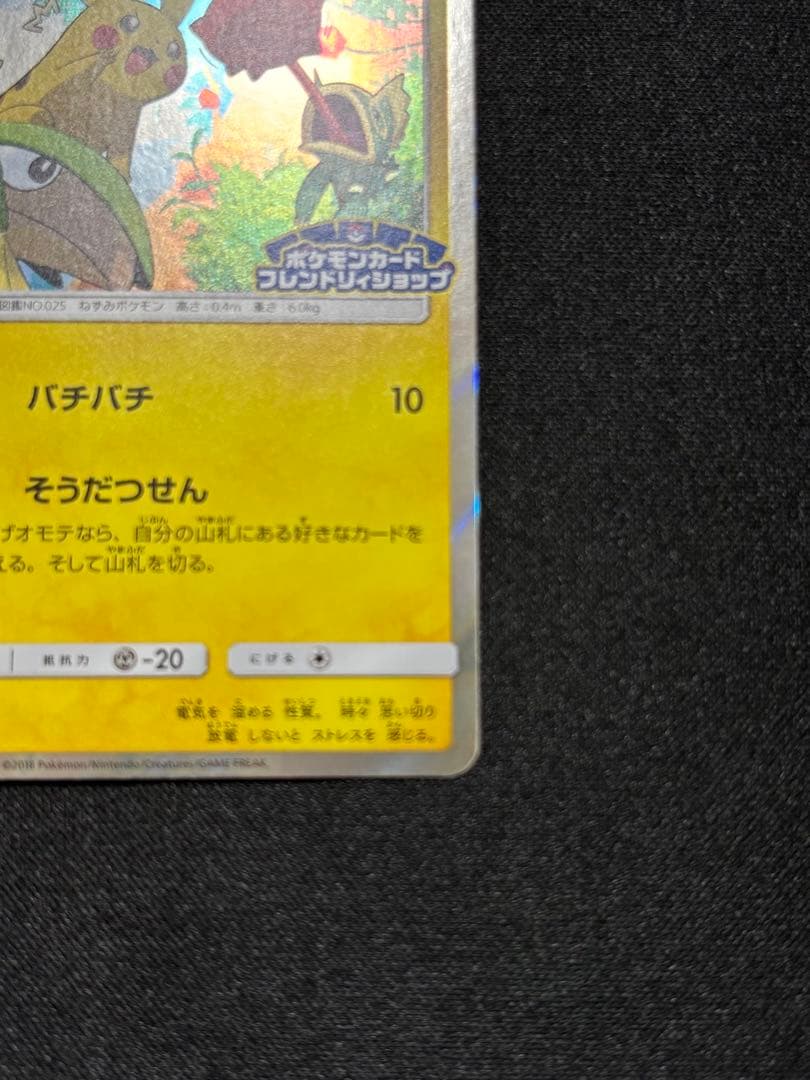 ポケモンカード
フレンドリィショップ
図鑑NO.025 ねずみポケモン 高さ:0.4m 重さ:6.0kg
バチバチ 10
そうだつせん
げオモテなら、自分の山札にある好きなカードを
える。そして山札を切る。
抵抗力 -20 にげる
電気を 溜める 性質。 時々 思い切り
放電 しないと ストレスを 感じる。
©2018 Pokémon/Nintendo/Creatures/GAME FREAK.